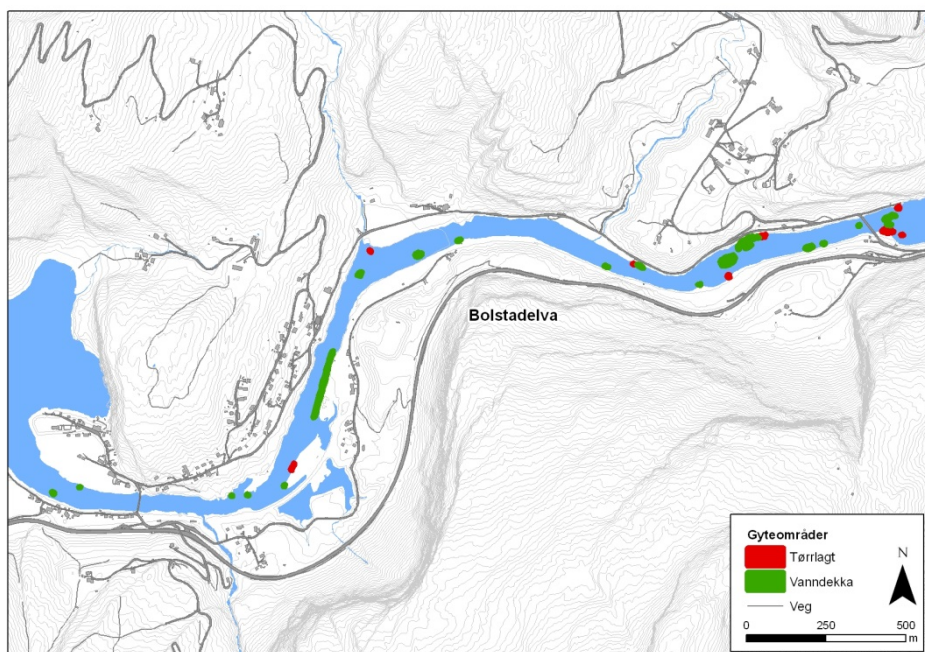 Bolstadelva
Gyteområder
Tørrlagt
Vanndekka
Veg
N
0 250 500
m